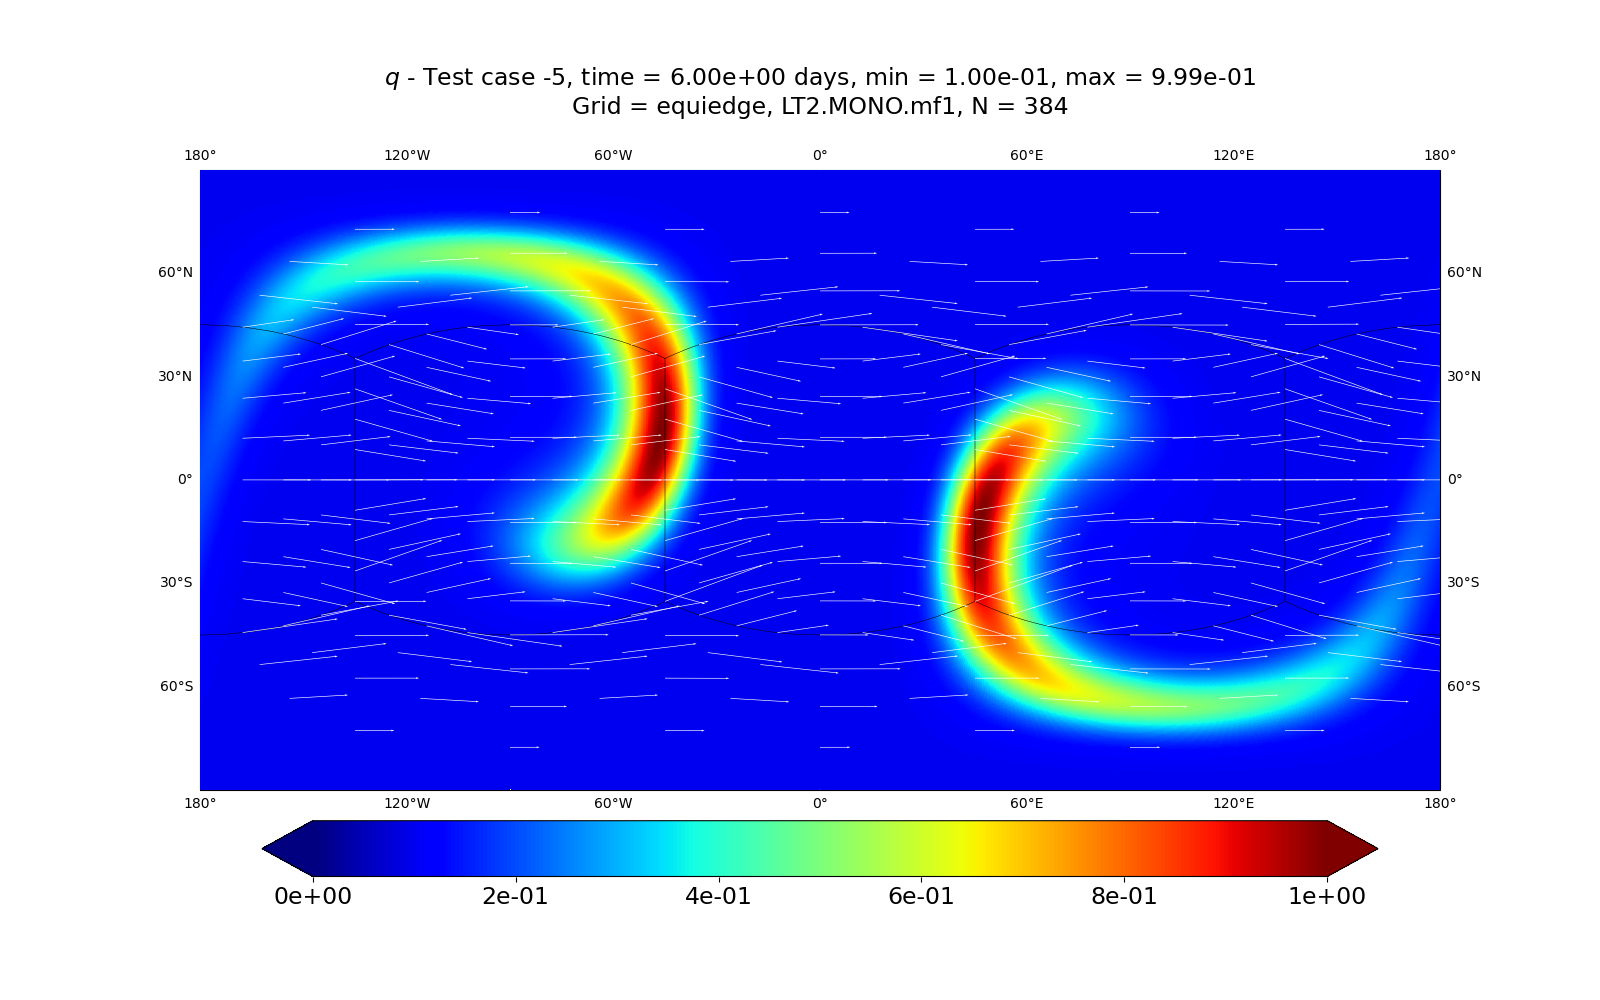 q - Test case -5, time = 6.00e+00 days, min = 1.00e-01, max = 9.99e-01
Grid = equiedge, LT2.MONO.mf1, N = 384
180° 120°W 60°W 0° 60°E 120°E 180°
60°N 60°N
30°N 30°N
0° 0°
30°S 30°S
60°S 60°S
180° 120°W 60°W 0° 60°E 120°E 180°
0e+00 2e-01 4e-01 6e-01 8e-01 1e+00